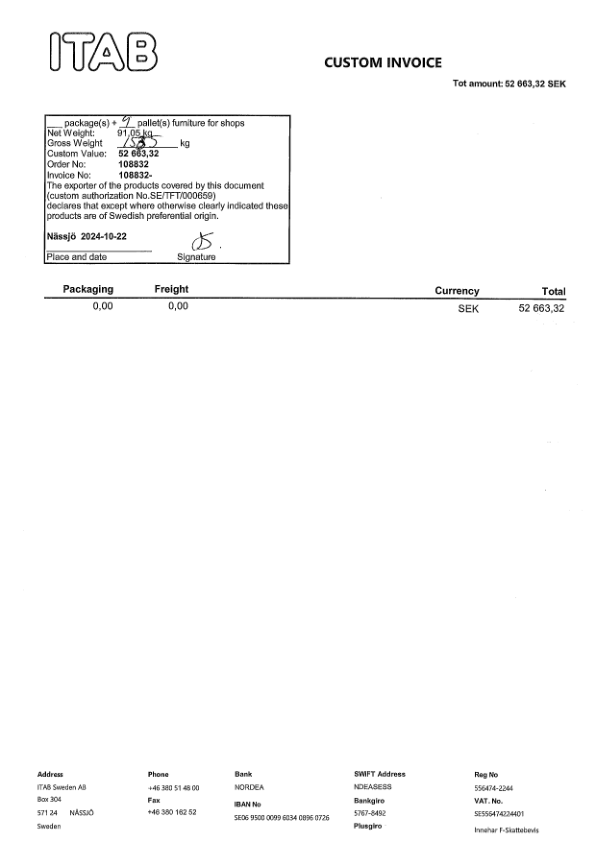 ITAB
CUSTOM INVOICE
Tot amount: 52 663,32 SEK
___ package(s) + 9 pallet(s) furniture for shops
Net Weight: 91,05 kg
Gross Weight kg
Custom Value: 52 663,32
Order No: 108832
Invoice No: 108832-
The exporter of the products covered by this document
(custom authorization No.SE/TFT/000659)
declares that except where otherwise clearly indicated these
products are of Swedish preferential origin.
Nässjö 2024-10-22
Place and date Signature
Packaging Freight Currency Total
0,00 0,00 SEK 52 663,32
Address Phone Bank SWIFT Address Reg No
ITAB Sweden AB +46 380 51 48 00 NORDEA NDEASESS 556474-2244
Box 304 Fax IBAN No Bankgiro VAT. No.
571 24 NÄSSJÖ +46 380 162 52 SE06 9500 0099 6034 0896 0726 5767-8492 SE556474224401
Sweden Plusgiro Innehar F-Skattebevis